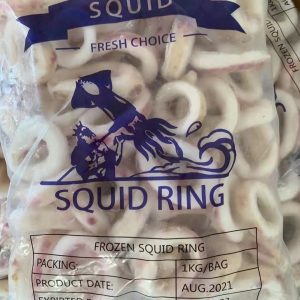 SQUID
FRESH CHOICE
SQUID RING
FROZEN SQUID RING
PACKING: 1KG/BAG
PRODUCT DATE: AUG.2021